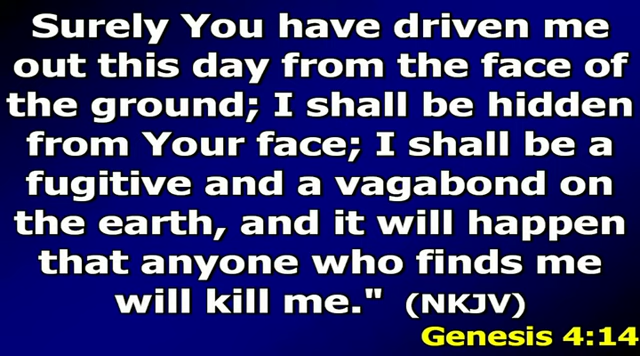 Surely You have driven me
out this day from the face of
the ground; I shall be hidden
from Your face; I shall be a
fugitive and a vagabond on
the earth, and it will happen
that anyone who finds me
will kill me." (NKJV)
Genesis 4:14